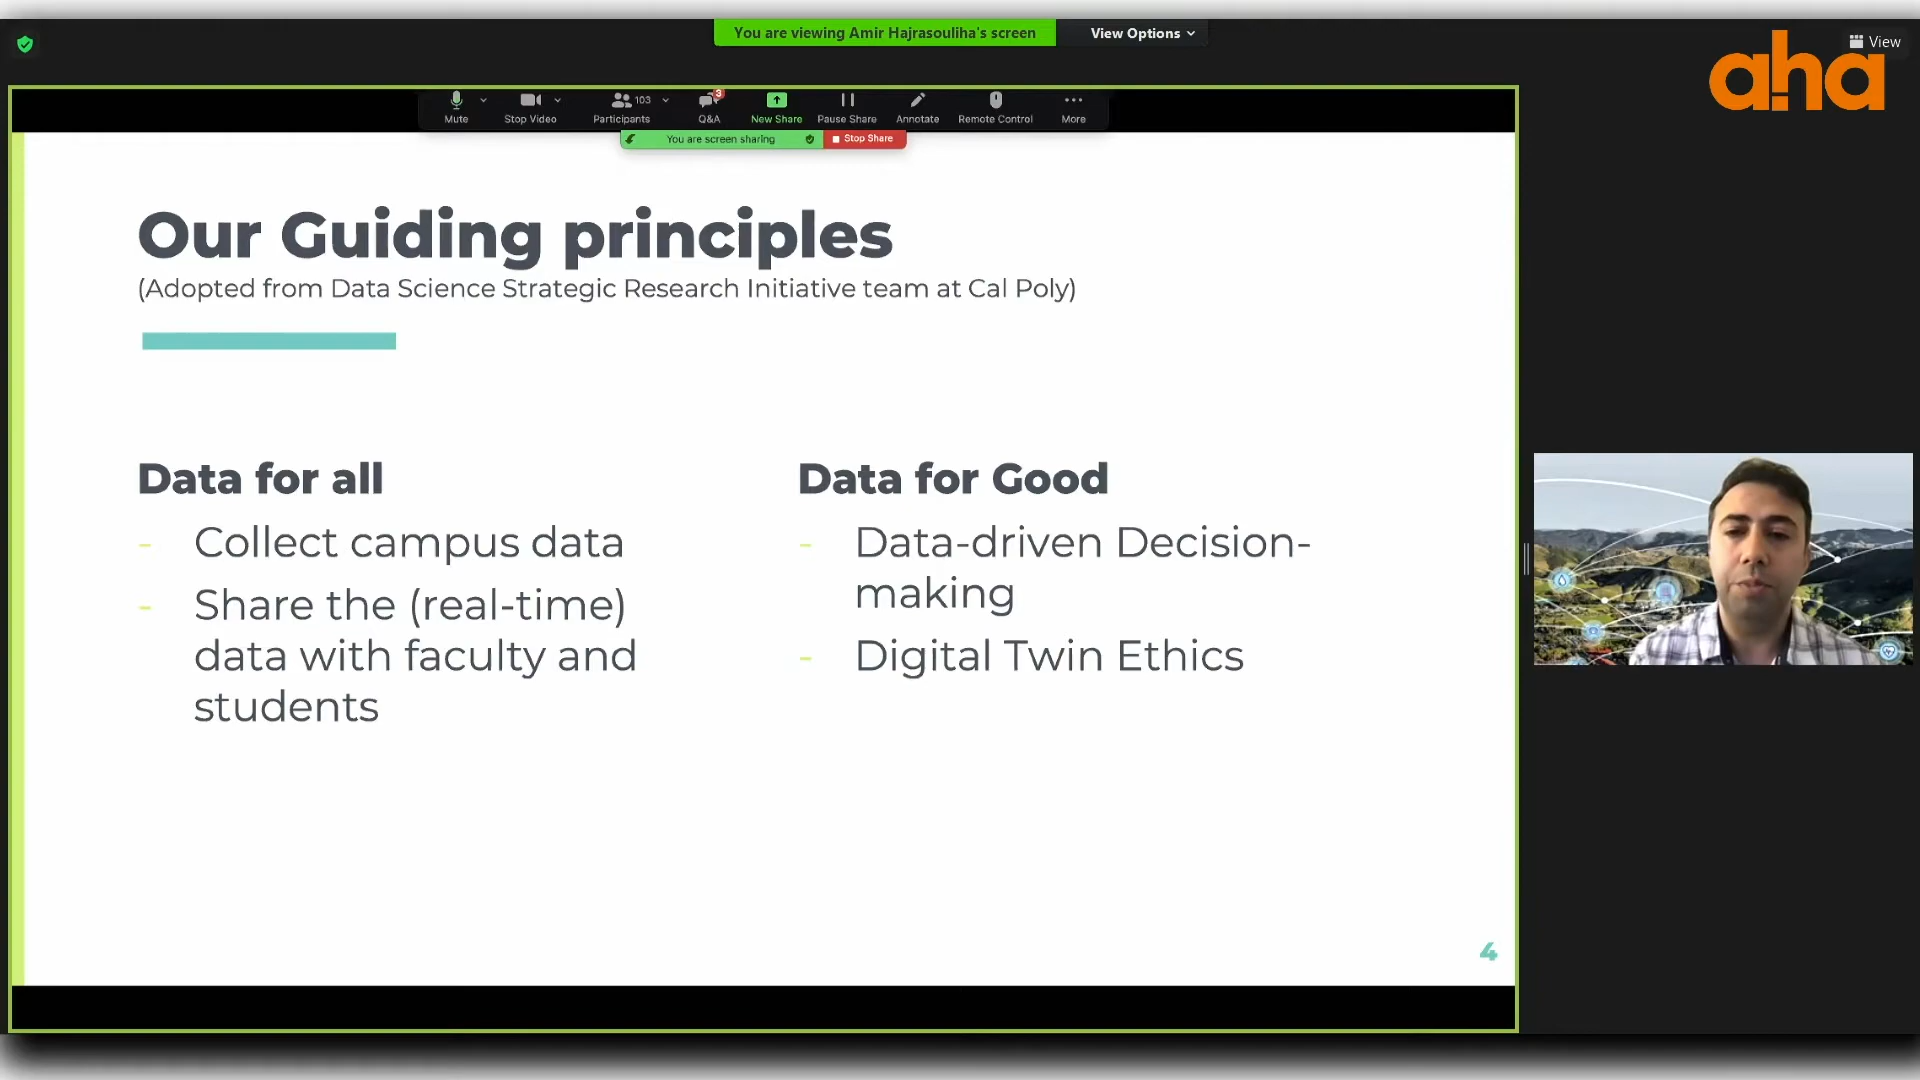 You are viewing Amir Hajrasouliha's screen
View Options
View
aha
Mute
Stop Video
103
Participants
3
Q&A
New Share
Pause Share
Annotate
Remote Control
More
You are screen sharing
Stop Share
Our Guiding principles
(Adopted from Data Science Strategic Research Initiative team at Cal Poly)
Data for all
- Collect campus data
- Share the (real-time)
data with faculty and
students
Data for Good
- Data-driven Decision-
making
- Digital Twin Ethics
4